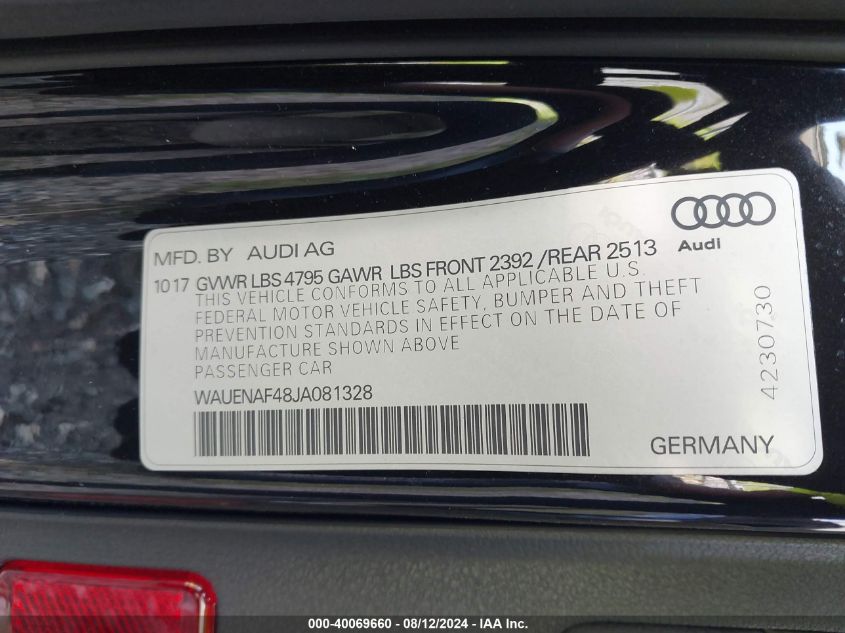 MFD. BY AUDI AG
Audi
1017 GVWR LBS 4795 GAWR LBS FRONT 2392 /REAR 2513
THIS VEHICLE CONFORMS TO ALL APPLICABLE U.S.
FEDERAL MOTOR VEHICLE SAFETY, BUMPER AND THEFT
PREVENTION STANDARDS IN EFFECT ON THE DATE OF
MANUFACTURE SHOWN ABOVE
PASSENGER CAR
WAUENAF48JA081328
4230730
GERMANY
000-40069660 - 08/12/2024 - IAA Inc.